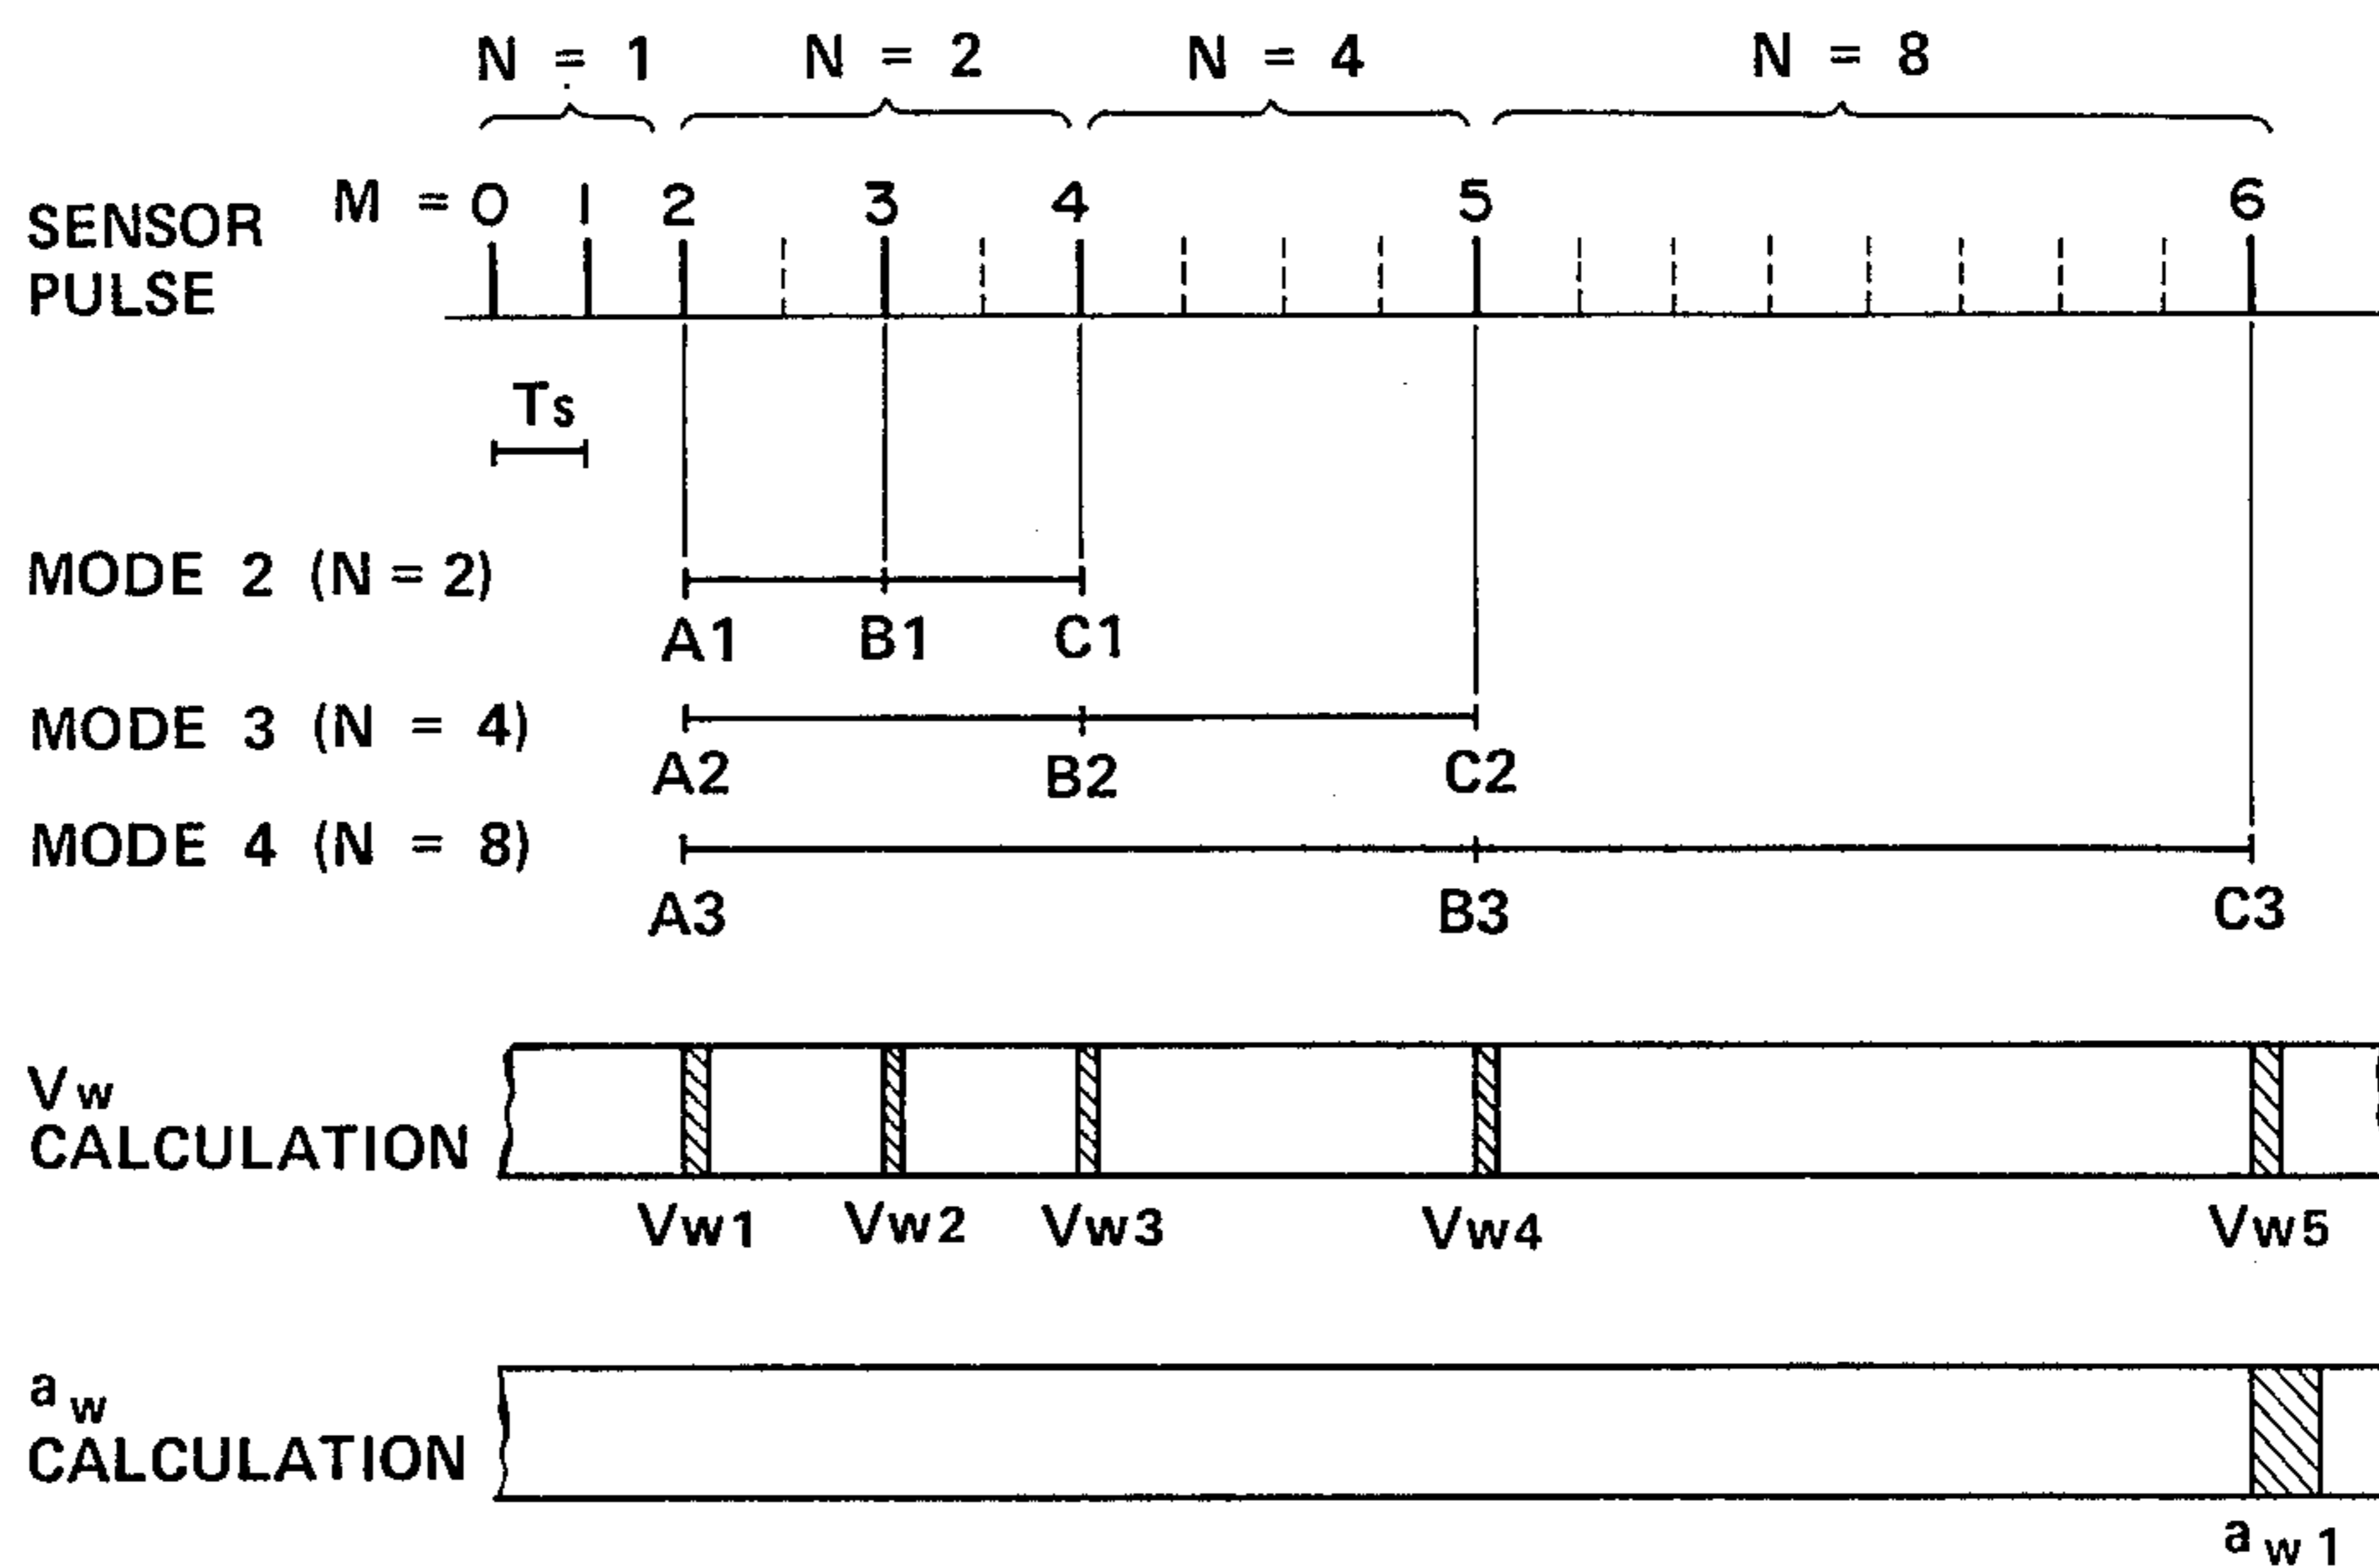 N = 1 N = 2 N = 4 N = 8
SENSOR PULSE M = 0 1 2 3 4 5 6
Ts
MODE 2 (N = 2)
A1 B1 C1
MODE 3 (N = 4)
A2 B2 C2
MODE 4 (N = 8)
A3 B3 C3
Vw
CALCULATION
Vw1 Vw2 Vw3 Vw4 Vw5
aw
CALCULATION
aw1